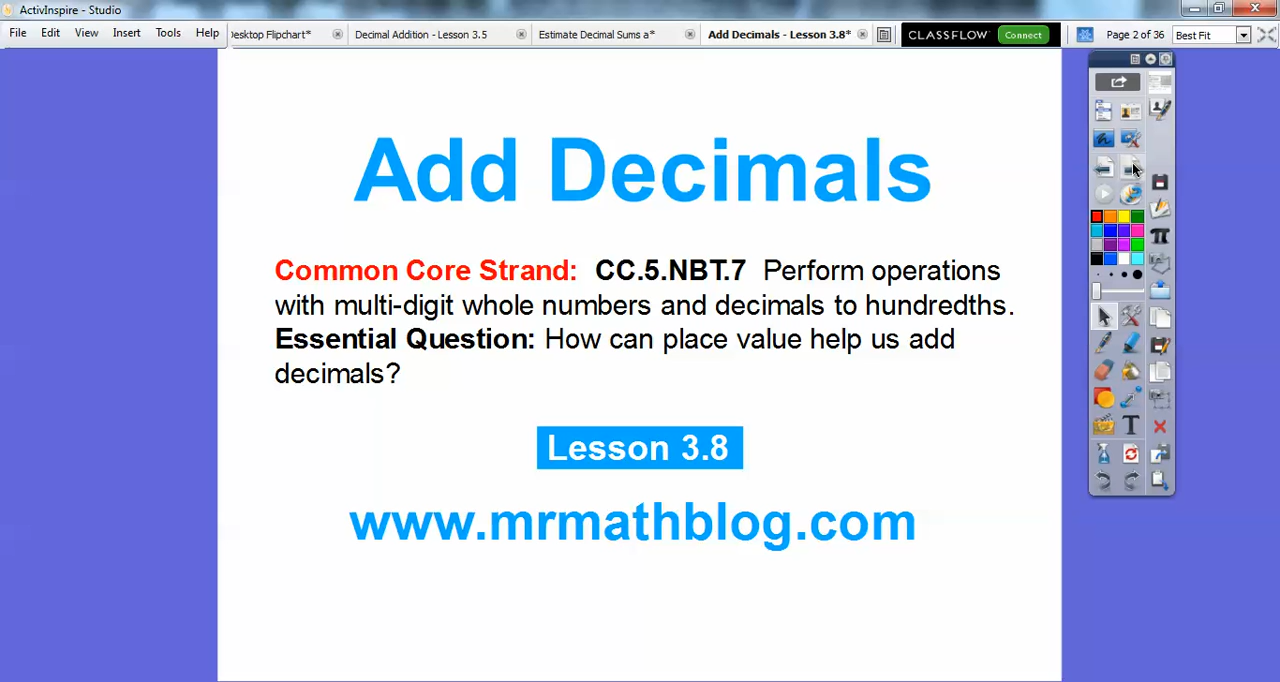 ActivInspire - Studio
File Edit View Insert Tools Help
Desktop Flipchart* Decimal Addition - Lesson 3.5 Estimate Decimal Sums a* Add Decimals - Lesson 3.8* CLASSFLOW Connect Page 2 of 36 Best Fit
Add Decimals
Common Core Strand: CC.5.NBT.7 Perform operations
with multi-digit whole numbers and decimals to hundredths.
Essential Question: How can place value help us add
decimals?
Lesson 3.8
www.mrmathblog.com